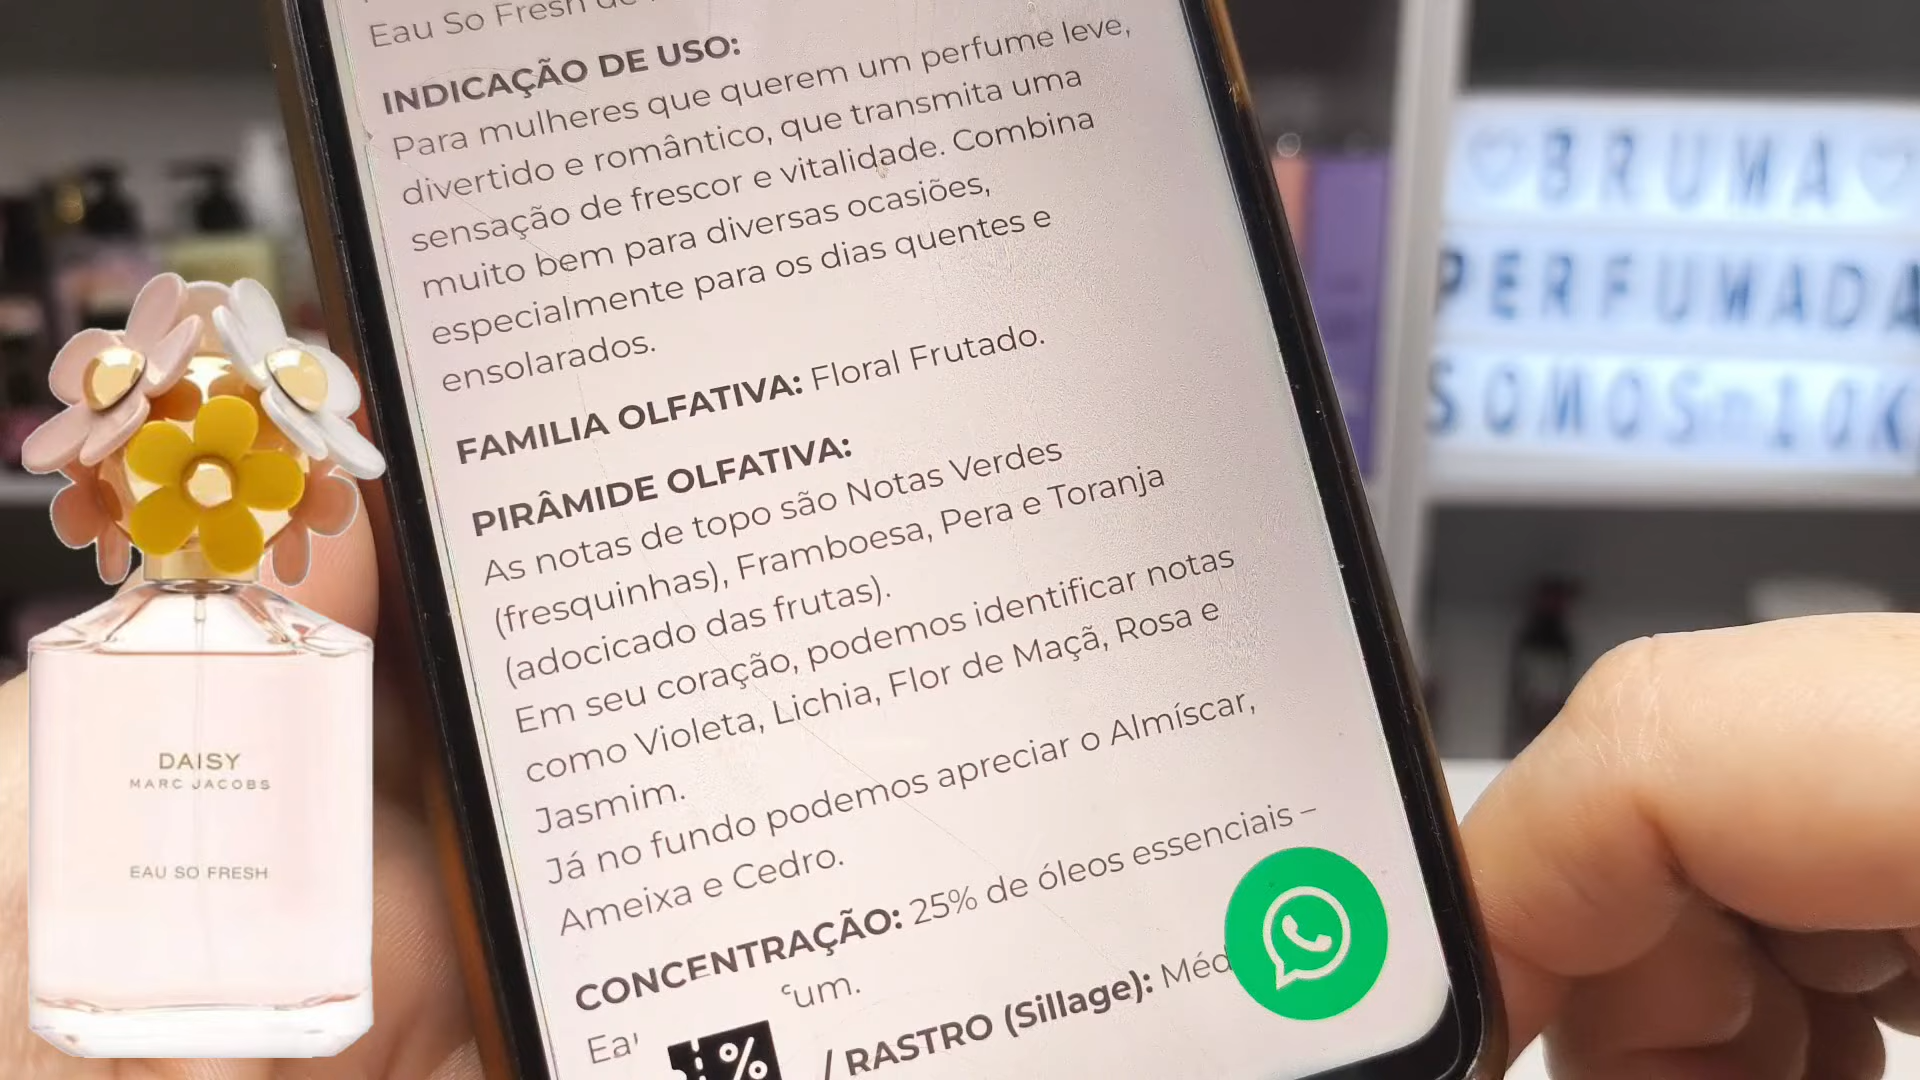 Eau So Fresh de
INDICAÇÃO DE USO:
Para mulheres que querem um perfume leve,
divertido e romântico, que transmita uma
sensação de frescor e vitalidade. Combina
muito bem para diversas ocasiões,
especialmente para os dias quentes e
ensolarados.
FAMILIA OLFATIVA: Floral Frutado.
PIRÂMIDE OLFATIVA:
As notas de topo são Notas Verdes
(fresquinhas), Framboesa, Pera e Toranja
(adocicado das frutas).
Em seu coração, podemos identificar notas
como Violeta, Lichia, Flor de Maçã, Rosa e
Jasmim.
Já no fundo podemos apreciar o Almíscar,
Ameixa e Cedro.
CONCENTRAÇÃO: 25% de óleos essenciais –
/ RASTRO (Sillage):
%
DAISY
MARC JACOBS
EAU SO FRESH
BRUMA
PERFUMADA
SOMOS+10K